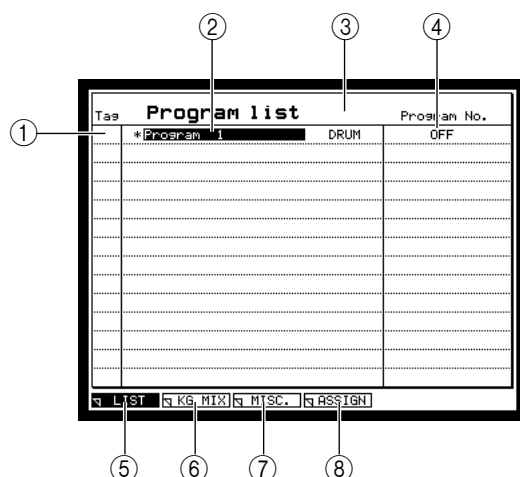 ② ③ ④
Tag Program list Program No.
① *Program 1 DRUM OFF
LIST KG MIX MISC. ASSIGN
⑤ ⑥ ⑦ ⑧